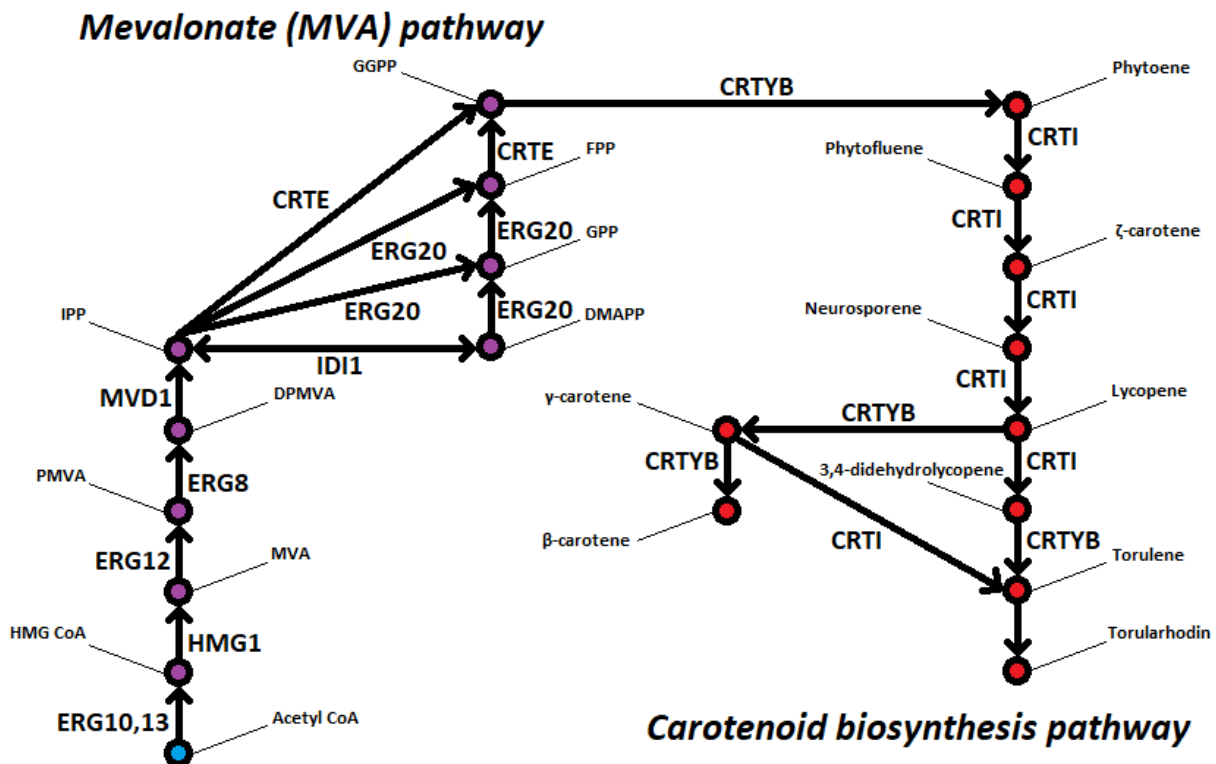 Mevalonate (MVA) pathway
GGPP
CRTYB
Phytoene
CRTI
Phytofluene
CRTE
FPP
CRTE
CRTI
ζ-carotene
ERG20
GPP
ERG20
CRTI
Neurosporene
ERG20
ERG20
DMAPP
IPP
IDI1
CRTI
MVD1
DPMVA
γ-carotene
CRTYB
Lycopene
CRTYB
3,4-didehydrolycopene
CRTI
PMVA
ERG8
β-carotene
CRTI
CRTYB
Torulene
ERG12
MVA
HMG CoA
HMG1
Torularhodin
ERG10,13
Acetyl CoA
Carotenoid biosynthesis pathway